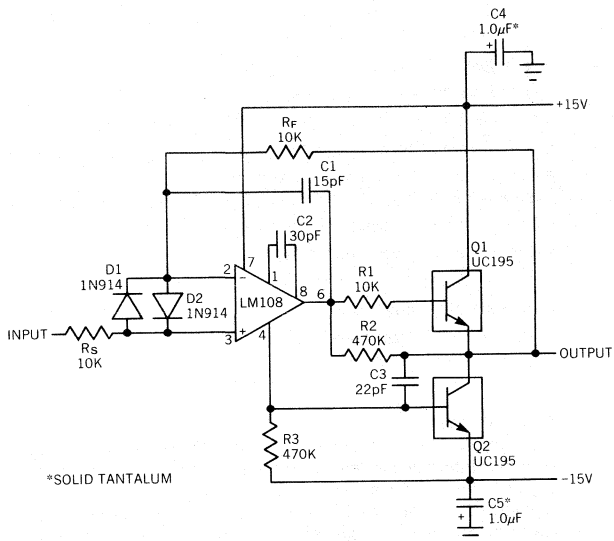 C4
1.0µF*
+
+15V
RF
10K
C1
15pF
C2
30pF
Q1
UC195
D1
1N914
2
−
7
1
D2
1N914
LM108
8
6
R1
10K
INPUT
RS
10K
+
3
4
R2
470K
OUTPUT
C3
22pF
R3
470K
Q2
UC195
*SOLID TANTALUM
−15V
C5*
+
1.0µF